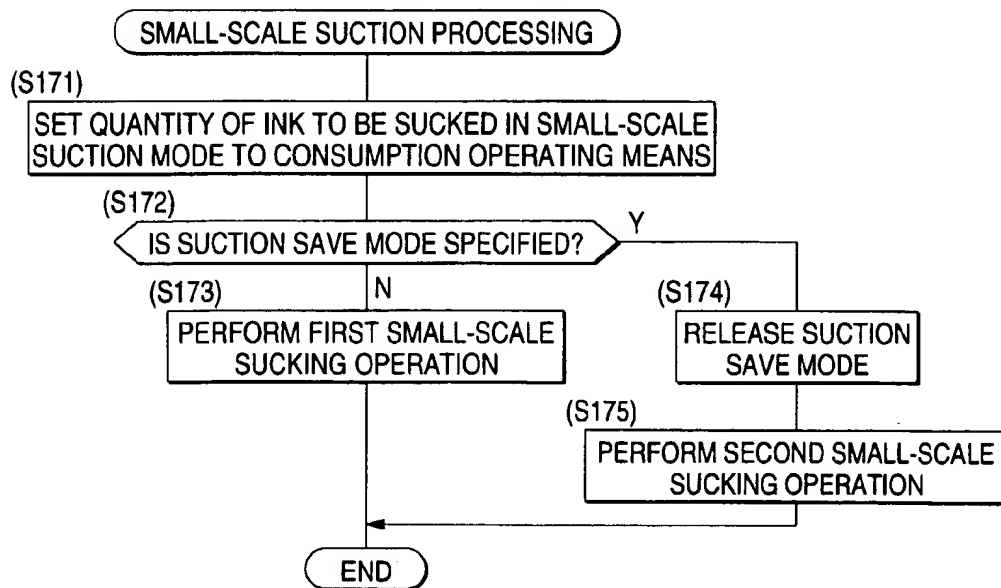 SMALL-SCALE SUCTION PROCESSING
(S171)
SET QUANTITY OF INK TO BE SUCKED IN SMALL-SCALE
SUCTION MODE TO CONSUMPTION OPERATING MEANS
(S172)
IS SUCTION SAVE MODE SPECIFIED?
Y
N
(S173)
PERFORM FIRST SMALL-SCALE
SUCKING OPERATION
(S174)
RELEASE SUCTION
SAVE MODE
(S175)
PERFORM SECOND SMALL-SCALE
SUCKING OPERATION
END